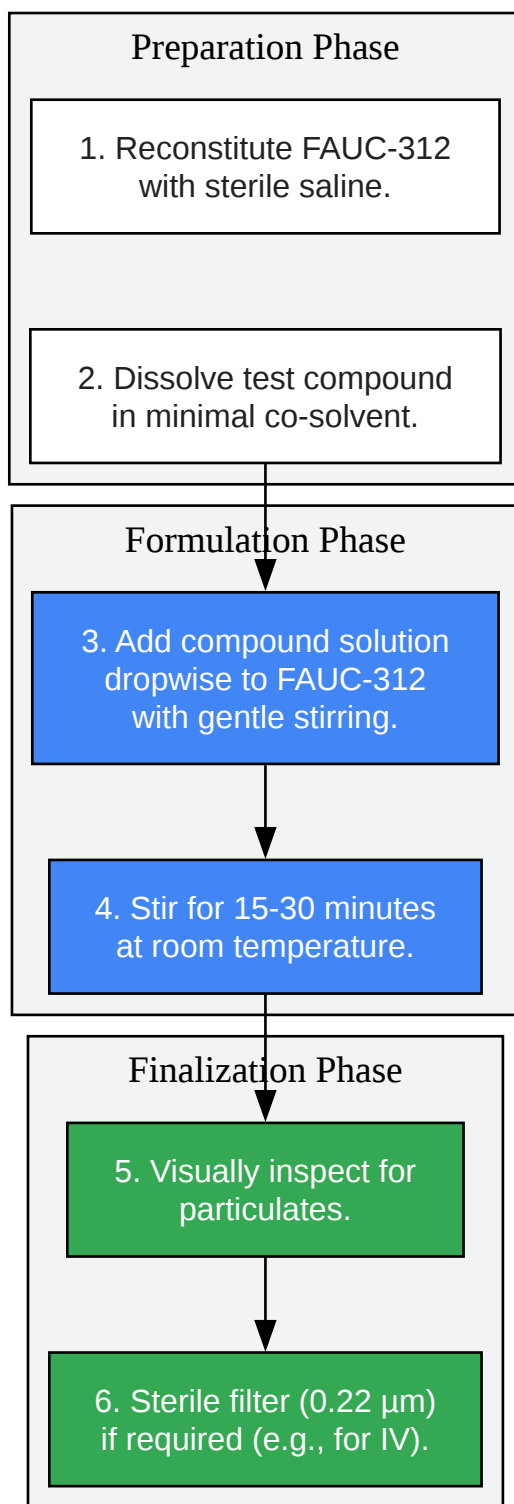 Preparation Phase
1. Reconstitute FAUC-312
with sterile saline.
2. Dissolve test compound
in minimal co-solvent.
Formulation Phase
3. Add compound solution
dropwise to FAUC-312
with gentle stirring.
4. Stir for 15-30 minutes
at room temperature.
Finalization Phase
5. Visually inspect for
particulates.
6. Sterile filter (0.22 µm)
if required (e.g., for IV).